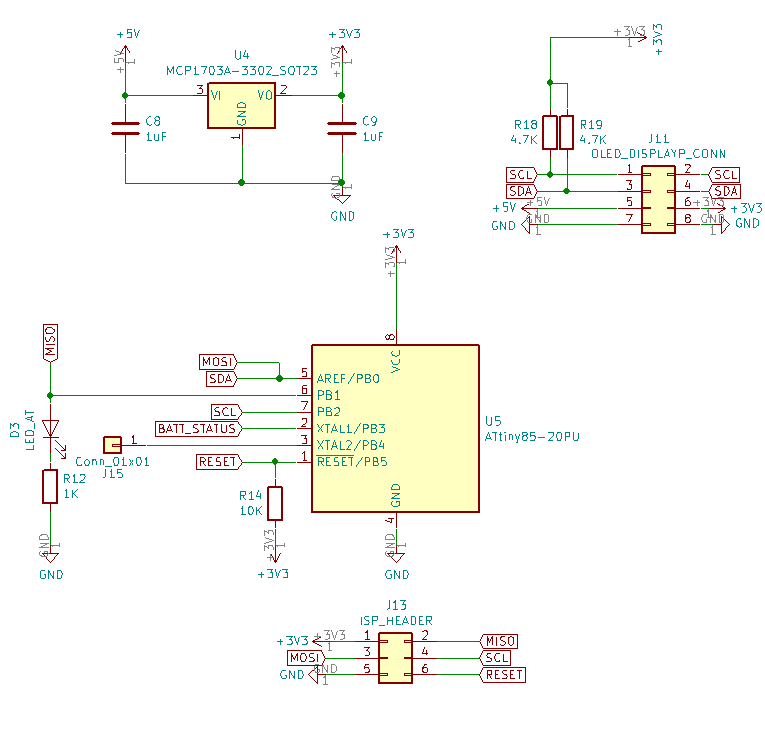 +5V
+5V
1
U4
MCP1703A-3302_SOT23
+3V3
+3V3
1
3
VI
VO
2
GND
1
C8
1uF
C9
1uF
GND
1
GND
+3V3
1
+3V3
R18
4.7K
R19
4.7K
J11
OLED_DISPLAYP_CONN
SCL
1
2
SCL
SDA
3
4
SDA
+5V
+5V
1
5
6
+3V3
1
+3V3
GND
GND
1
7
8
GND
1
GND
+3V3
+3V3
1
8
VCC
MISO
MOSI
SDA
5
AREF/PB0
6
PB1
SCL
7
PB2
BATT_STATUS
2
XTAL1/PB3
3
XTAL2/PB4
RESET
1
RESET/PB5
U5
ATtiny85-20PU
D3
LED_AT
1
Conn_01x01
J15
R12
1K
GND
1
GND
R14
10K
+3V3
1
+3V3
GND
4
GND
1
GND
J13
ISP_HEADER
+3V3
+3V3
1
1
2
MISO
MOSI
3
4
SCL
GND
GND
1
5
6
RESET